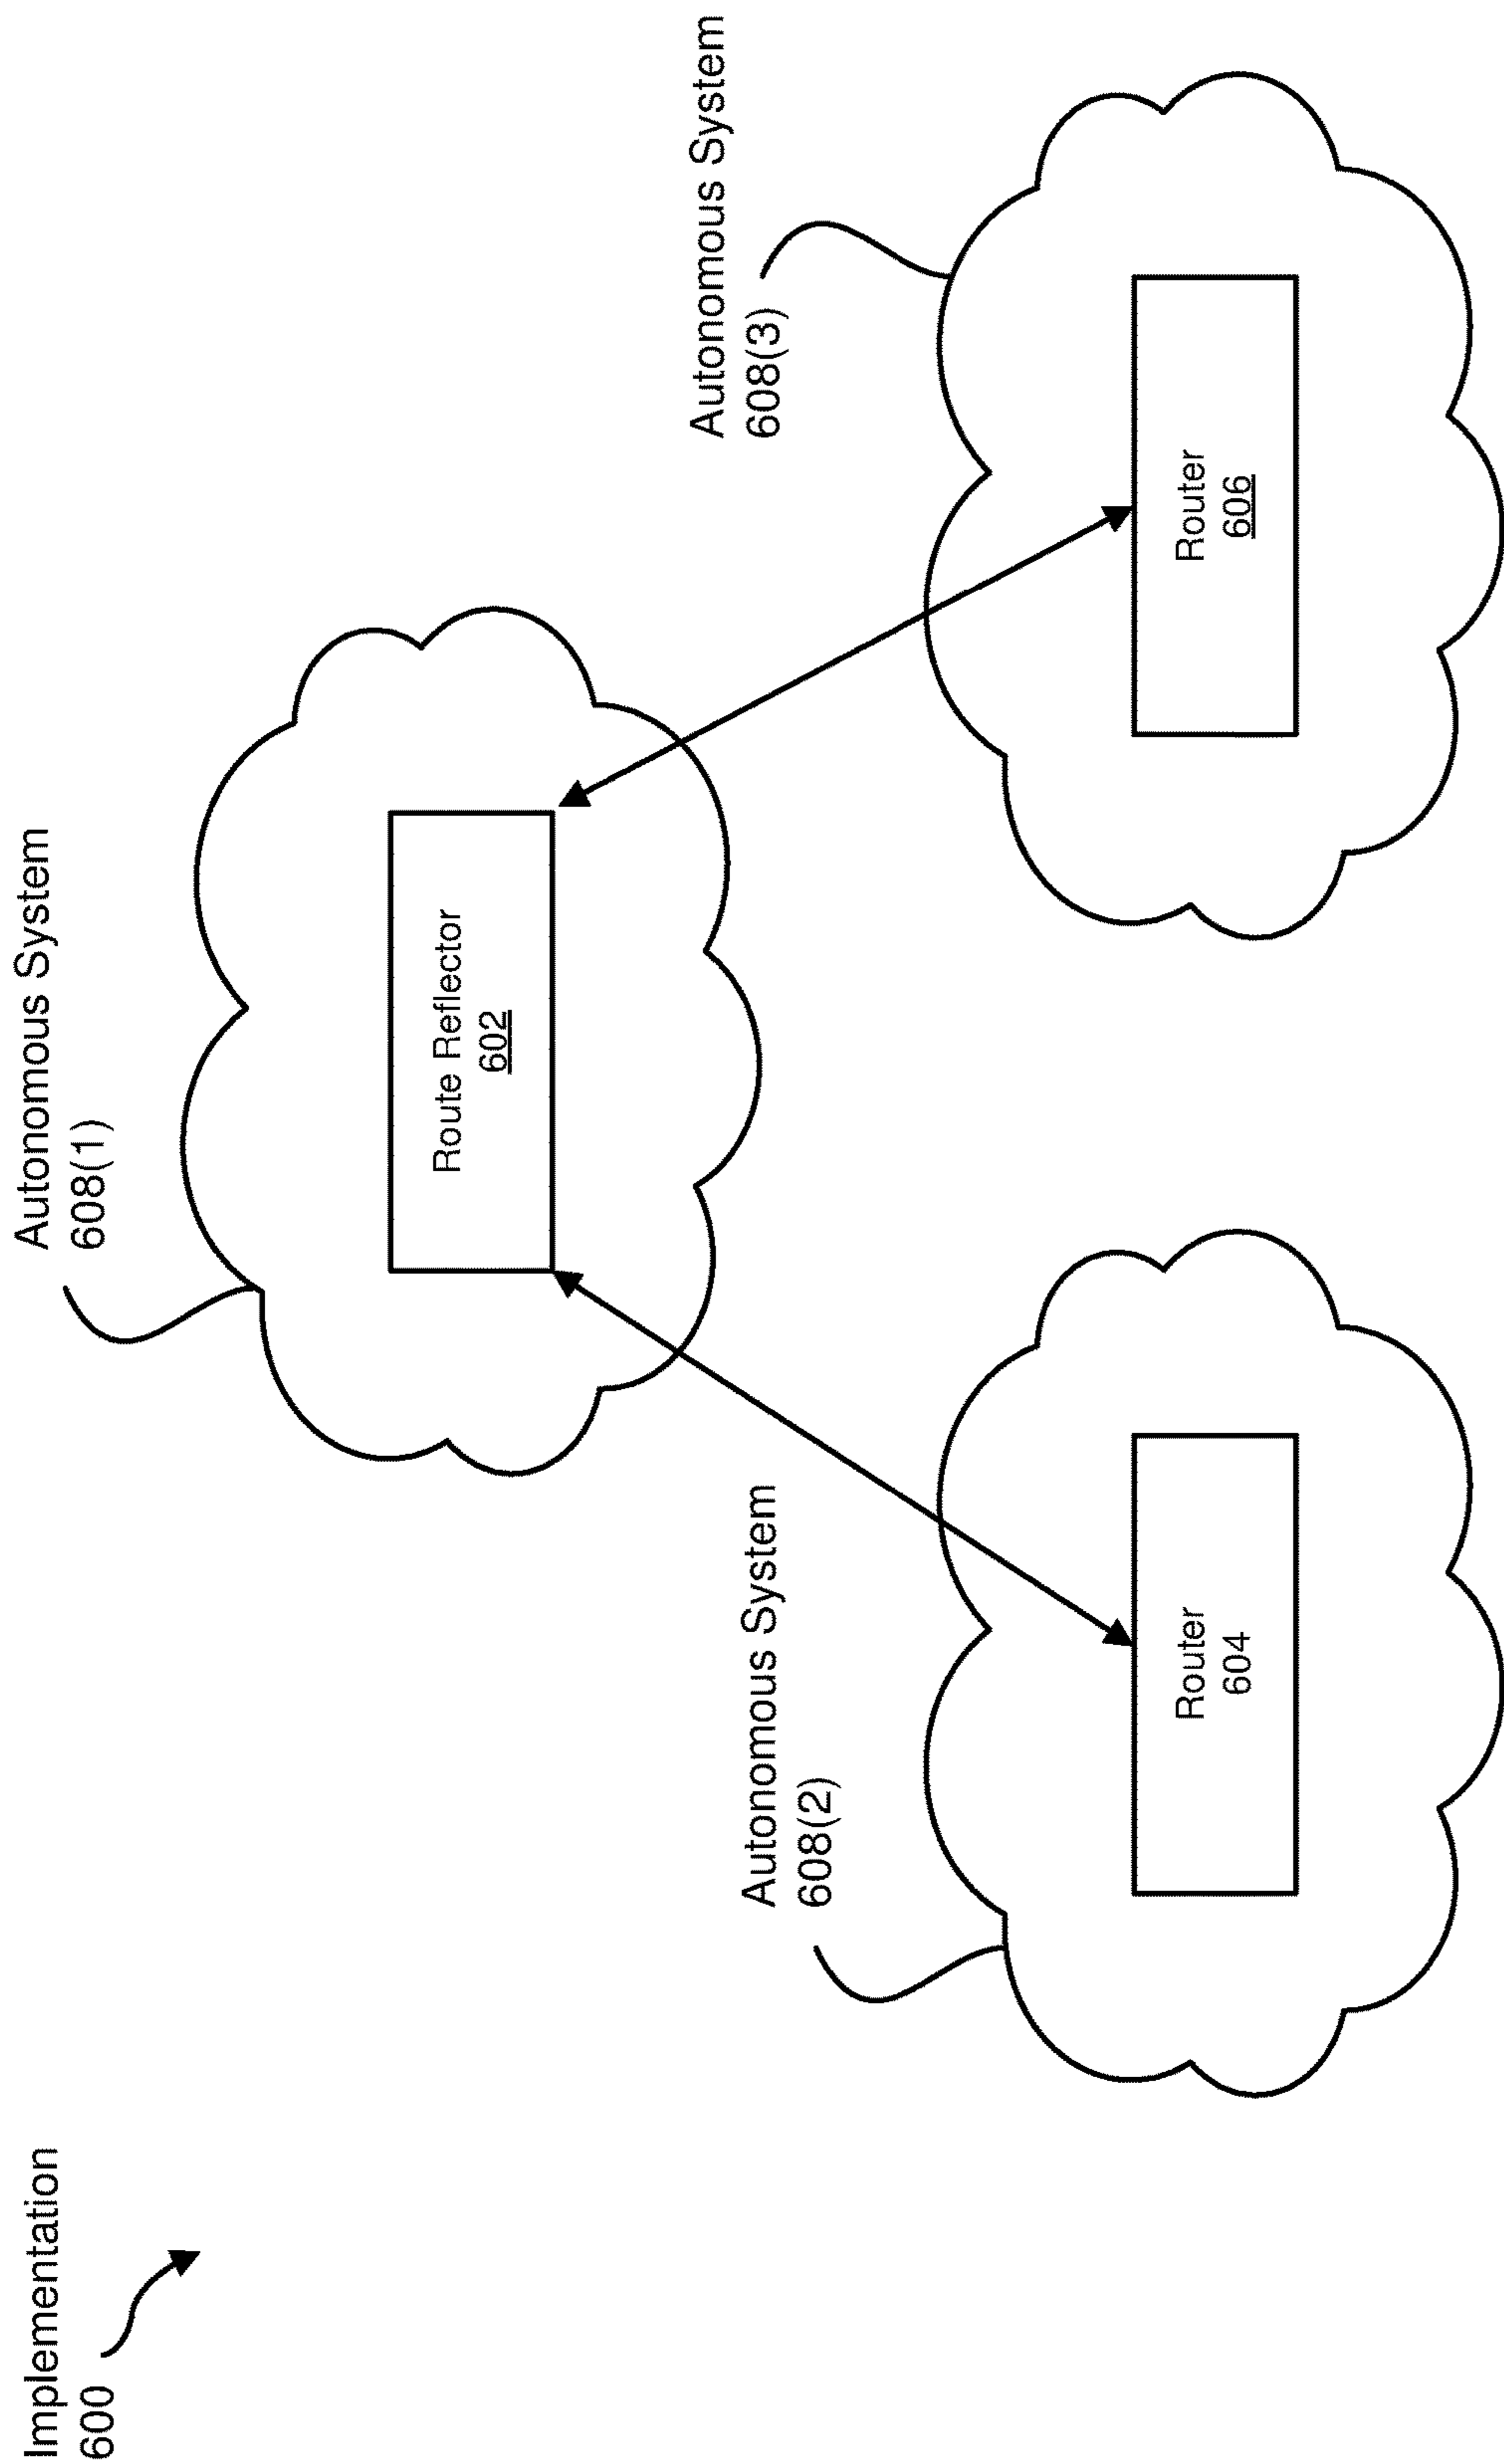 Implementation
600
Autonomous System
608(1)
Route Reflector
602
Autonomous System
608(2)
Autonomous System
608(3)
Router
604
Router
606